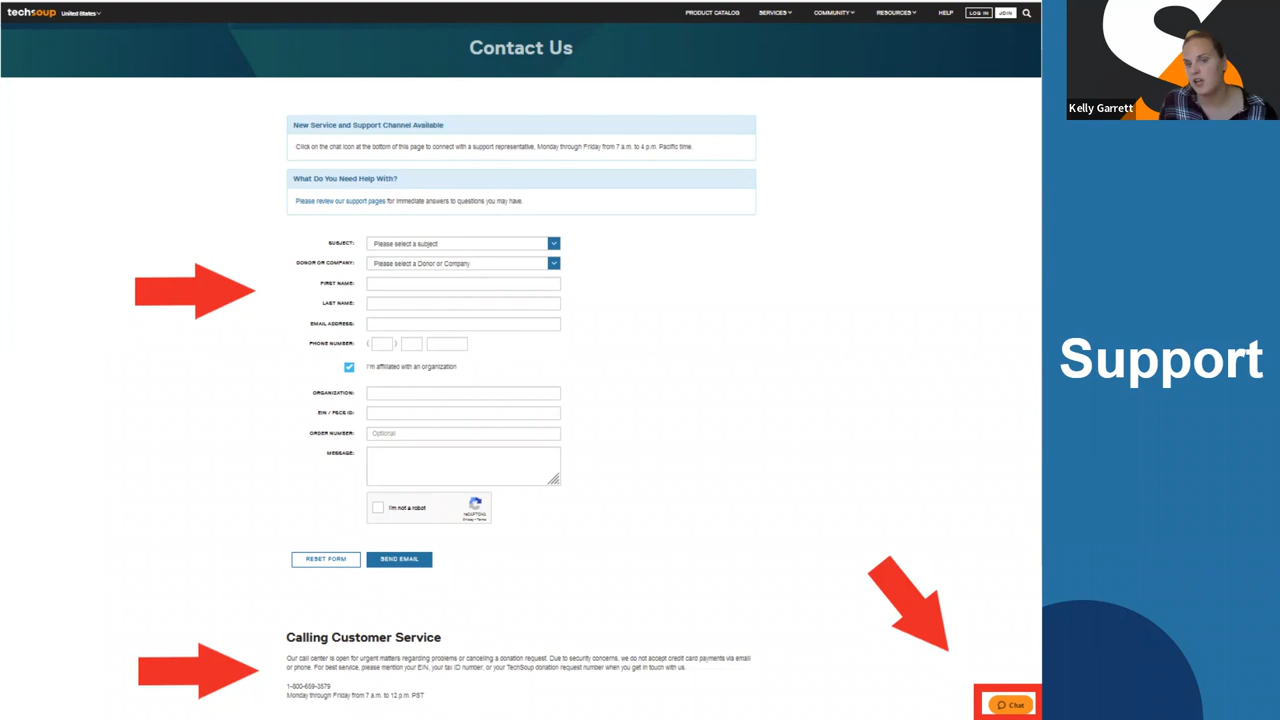 techsoup United States
PRODUCT CATALOG SERVICES COMMUNITY RESOURCES HELP LOG IN JOIN
Kelly Garrett
Contact Us
New Service and Support Channel Available
Click on the chat icon at the bottom of this page to connect with a support representative, Monday through Friday from 7 a.m. to 4 p.m. Pacific time.
What Do You Need Help With?
Please review our support pages for immediate answers to questions you may have.
SUBJECT: Please select a subject
DONOR OR COMPANY: Please select a Donor or Company
FIRST NAME:
LAST NAME:
EMAIL ADDRESS:
PHONE NUMBER: ( )
I'm affiliated with an organization
Support
ORGANIZATION:
EIN / FSCS ID:
ORDER NUMBER: Optional
MESSAGE:
I'm not a robot
reCAPTCHA
Privacy - Terms
RESET FORM SEND EMAIL
Calling Customer Service
Our call center is open for urgent matters regarding problems or canceling a donation request. Due to security concerns, we do not accept credit card payments via email
or phone. For best service, please mention your EIN, your tax ID number, or your TechSoup donation request number when you get in touch with us.
1-800-659-3579
Monday through Friday from 7 a.m. to 12 p.m. PST
Chat